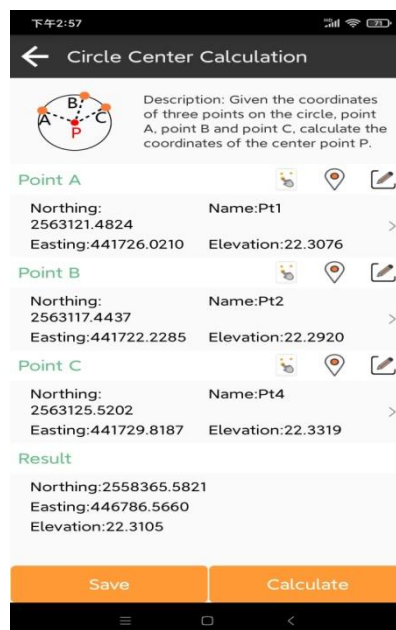 下午2:57
71
Circle Center Calculation
B
A
C
P
Description: Given the coordinates
of three points on the circle, point
A, point B and point C, calculate the
coordinates of the center point P.
Point A
Northing:
2563121.4824
Name:Pt1
Easting:441726.0210
Elevation:22.3076
Point B
Northing:
2563117.4437
Name:Pt2
Easting:441722.2285
Elevation:22.2920
Point C
Northing:
2563125.5202
Name:Pt4
Easting:441729.8187
Elevation:22.3319
Result
Northing:2558365.5821
Easting:446786.5660
Elevation:22.3105
Save
Calculate